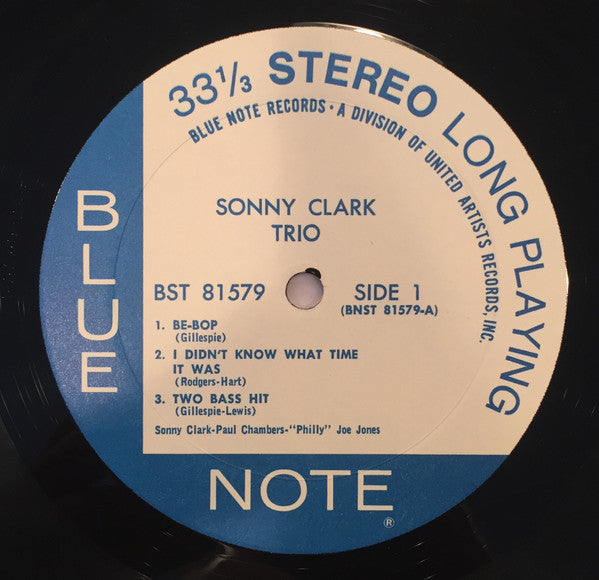 33⅓ STEREO LONG PLAYING
BLUE NOTE RECORDS • A DIVISION OF UNITED ARTISTS RECORDS, INC.
SONNY CLARK
TRIO
BST 81579
SIDE 1
(BNST 81579-A)
1. BE-BOP
(Gillespie)
2. I DIDN'T KNOW WHAT TIME
IT WAS
(Rodgers-Hart)
3. TWO BASS HIT
(Gillespie-Lewis)
Sonny Clark-Paul Chambers-"Philly" Joe Jones
BLUE
NOTE
®